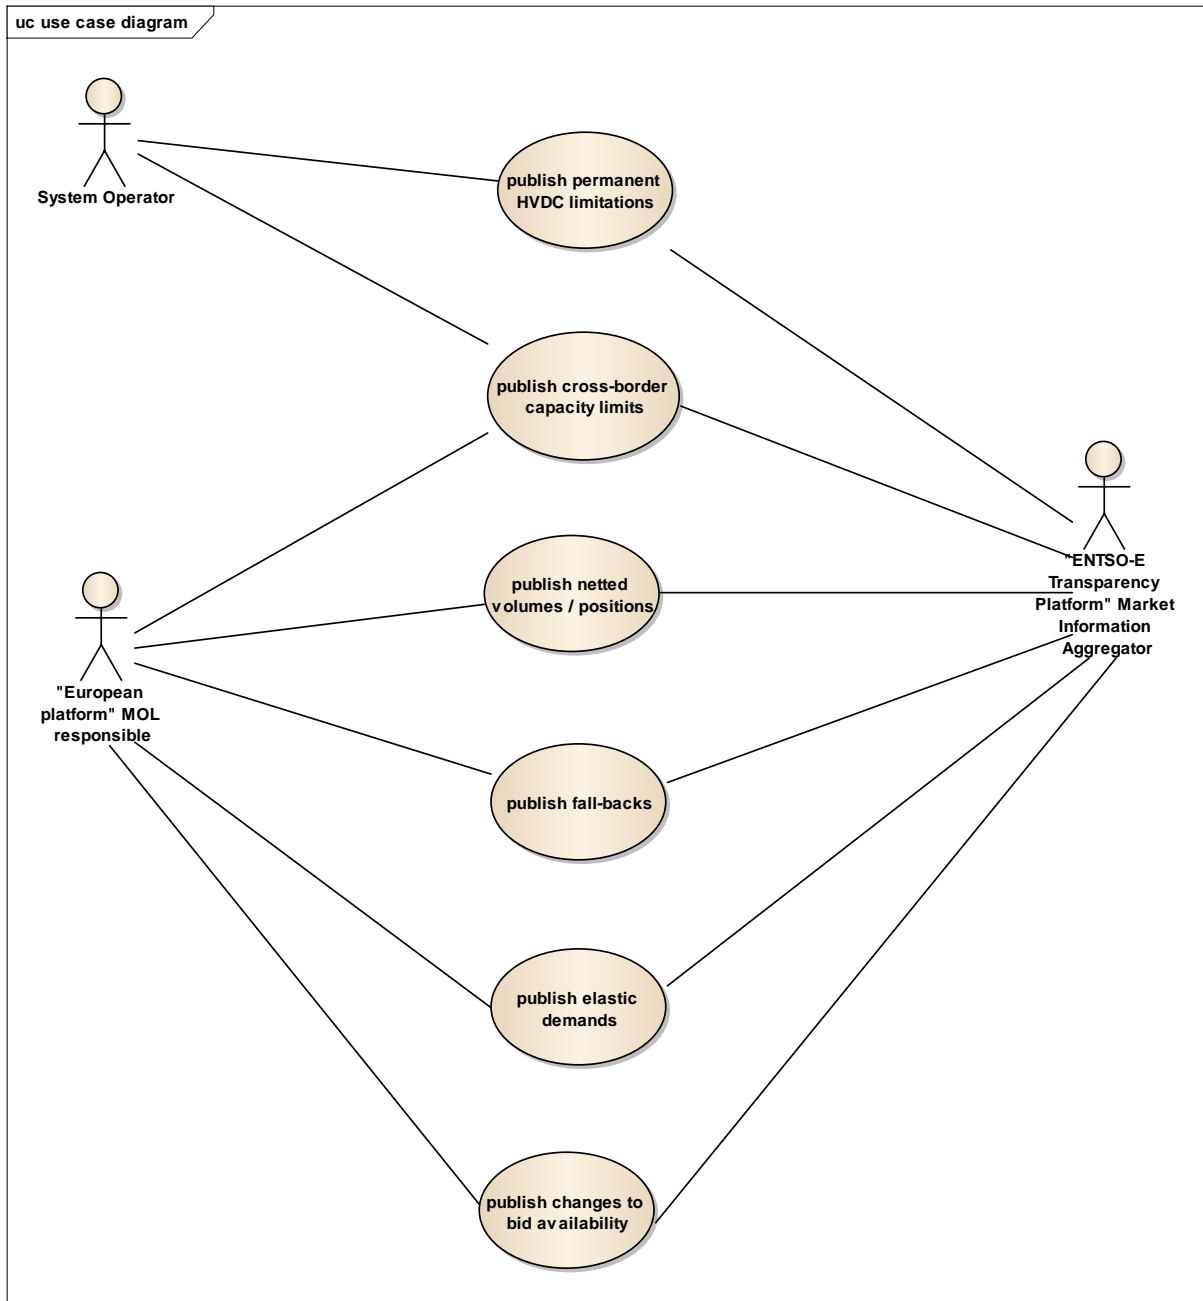 uc use case diagram
System Operator
publish permanent
HVDC limitations
publish cross-border
capacity limits
publish netted
volumes / positions
"ENTSO-E
Transparency
Platform" Market
Information
Aggregator
"European
platform" MOL
responsible
publish fall-backs
publish elastic
demands
publish changes to
bid availability